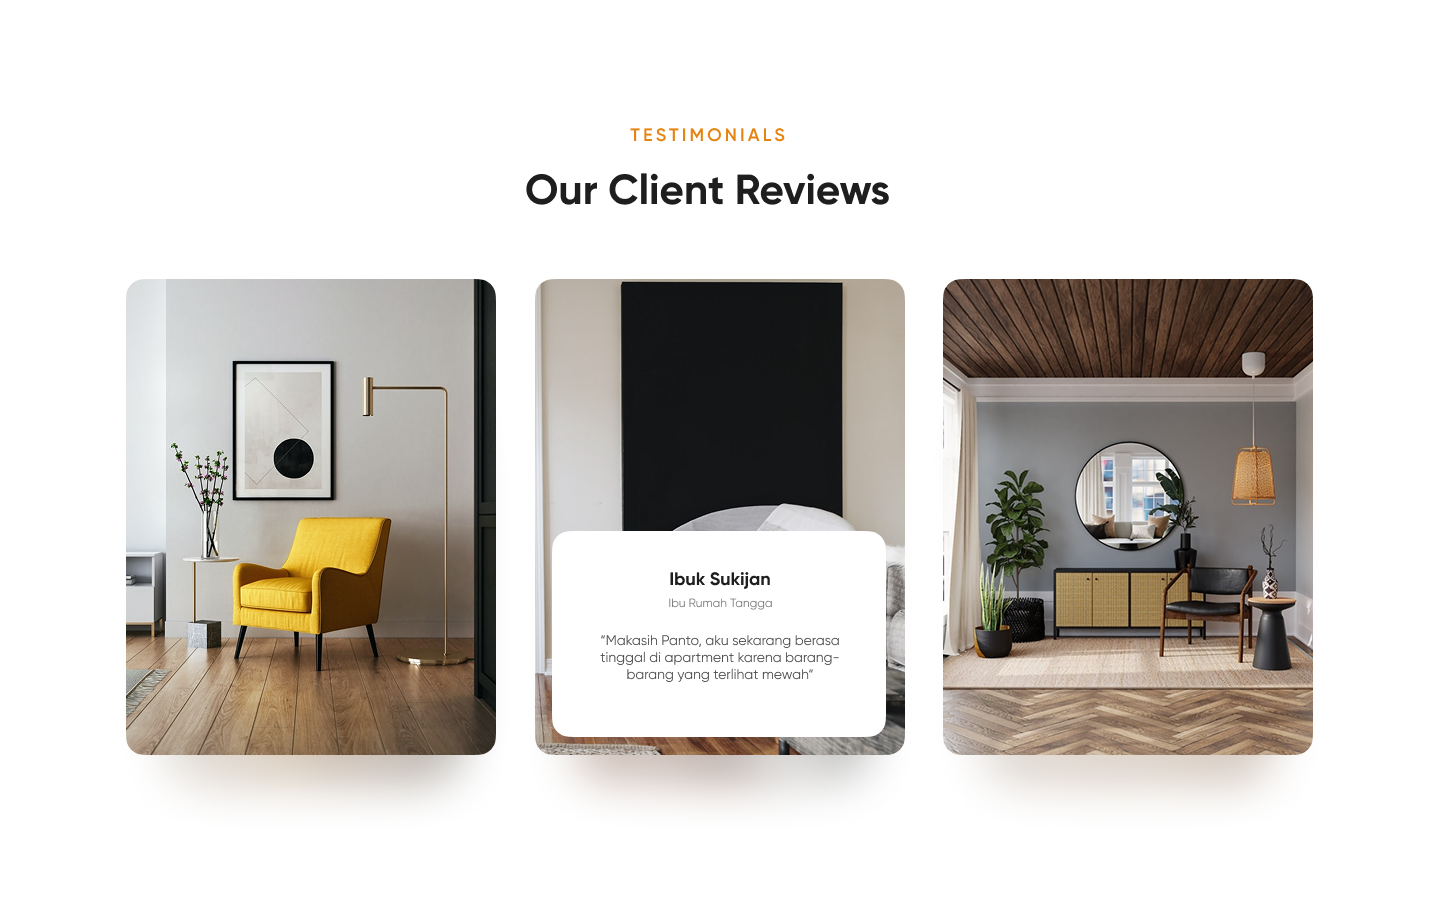 TESTIMONIALS
Our Client Reviews
Ibuk Sukijan
Ibu Rumah Tangga
“Makasih Panto, aku sekarang berasa
tinggal di apartment karena barang-
barang yang terlihat mewah“